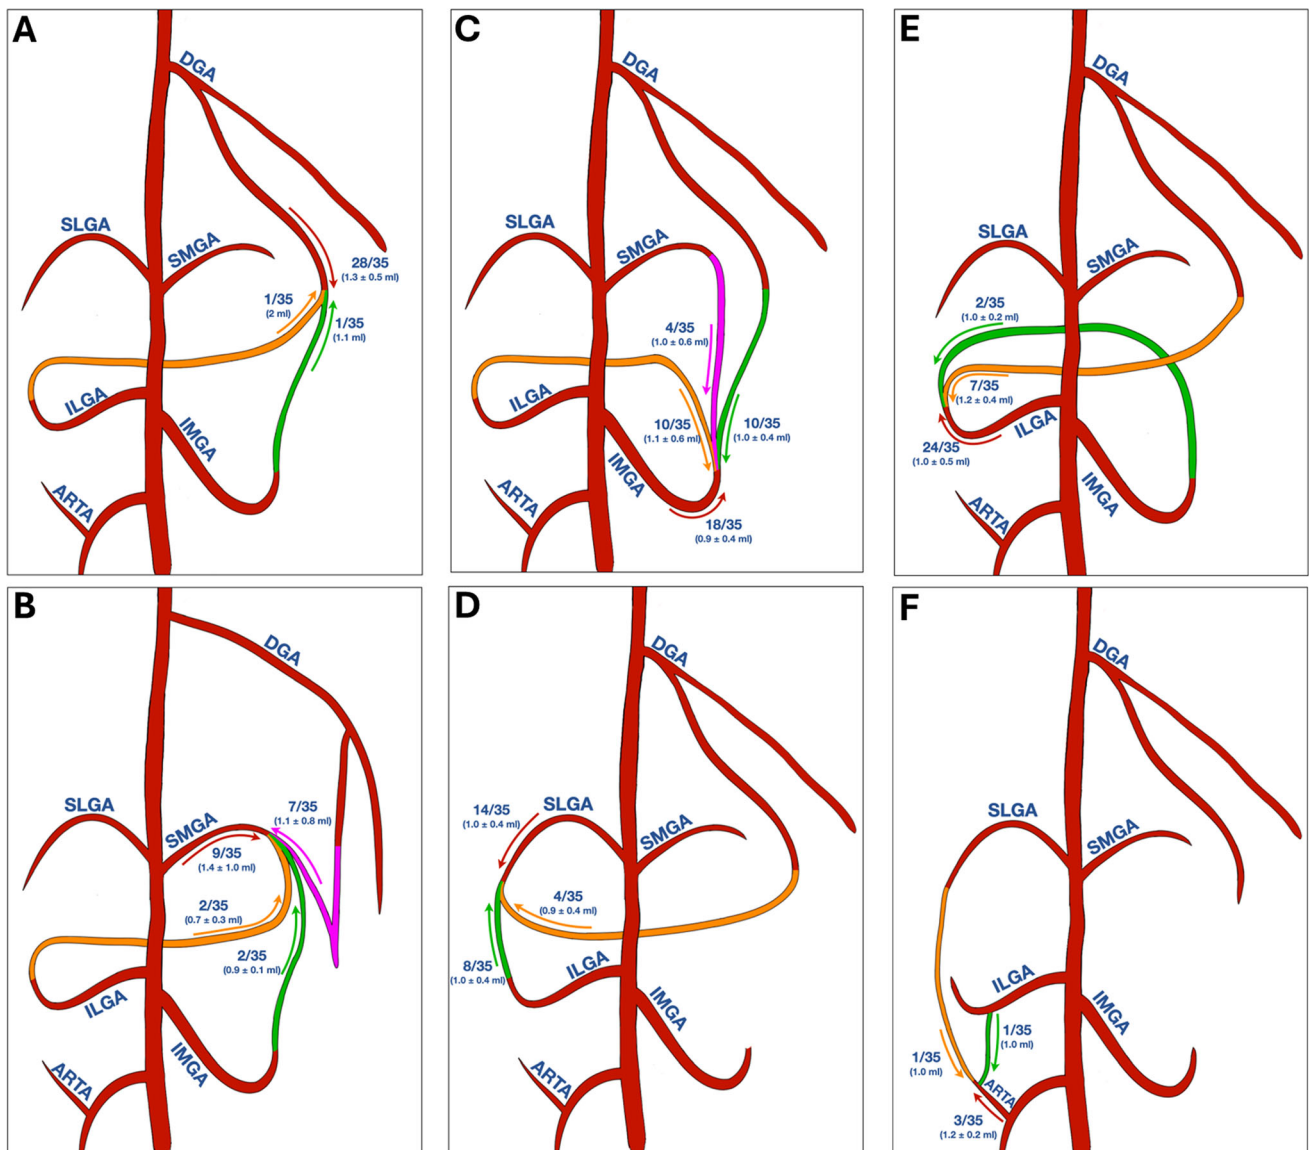 A
DGA
SLGA
SMGA
28/35
(1.3 ± 0.5 ml)
1/35
(2 ml)
1/35
(1.1 ml)
ILGA
IMGA
ARTA
C
DGA
SLGA
SMGA
4/35
(1.0 ± 0.6 ml)
ILGA
10/35
(1.1 ± 0.6 ml)
10/35
(1.0 ± 0.4 ml)
IMGA
ARTA
18/35
(0.9 ± 0.4 ml)
E
DGA
SLGA
SMGA
2/35
(1.0 ± 0.2 ml)
7/35
(1.2 ± 0.4 ml)
ILGA
24/35
(1.0 ± 0.5 ml)
IMGA
ARTA
B
DGA
SLGA
SMGA
7/35
(1.1 ± 0.8 ml)
9/35
(1.4 ± 1.0 ml)
2/35
(0.7 ± 0.3 ml)
2/35
(0.9 ± 0.1 ml)
ILGA
IMGA
ARTA
D
DGA
14/35
(1.0 ± 0.4 ml)
SLGA
SMGA
4/35
(0.9 ± 0.4 ml)
8/35
(1.0 ± 0.4 ml)
ILGA
IMGA
ARTA
F
DGA
SLGA
SMGA
ILGA
IMGA
1/35
(1.0 ml)
1/35
(1.0 ml)
ARTA
3/35
(1.2 ± 0.2 ml)